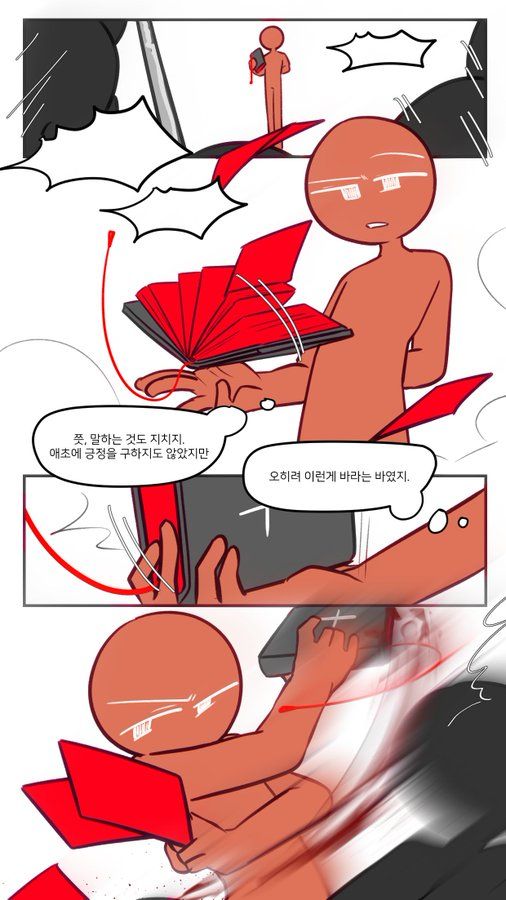 풋, 말하는 것도 지치지.
애초에 긍정을 구하지도 않았지만
오히려 이런게 바라는 바였지.